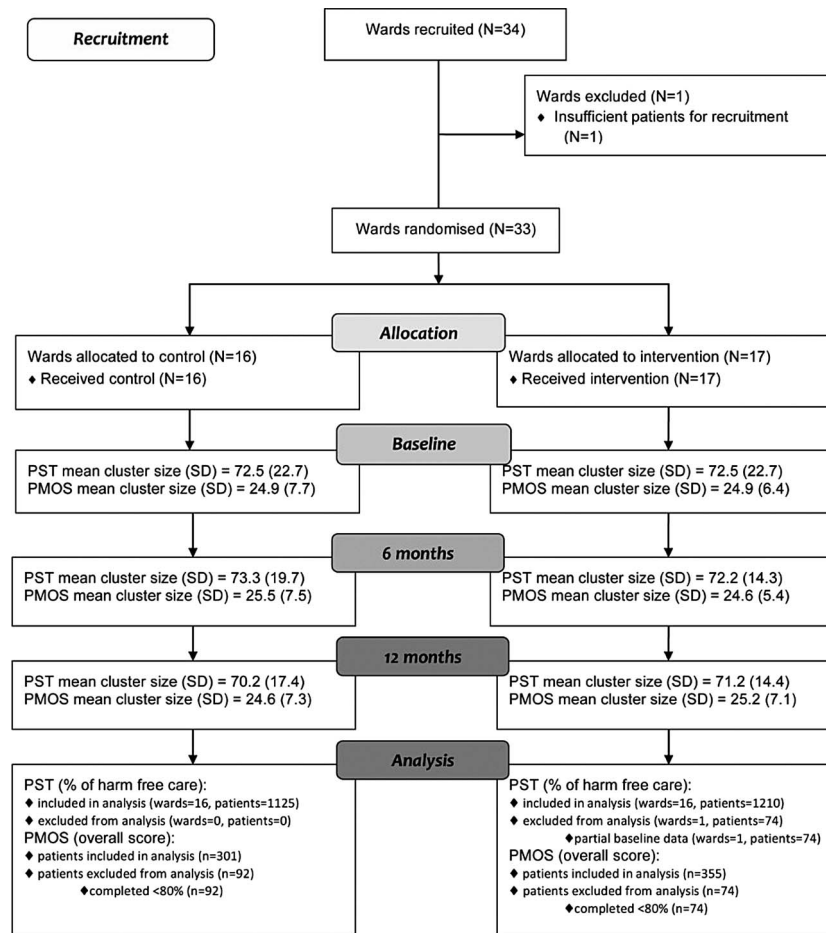 Recruitment
Wards recruited (N=34)
Wards excluded (N=1)
♦ Insufficient patients for recruitment
(N=1)
Wards randomised (N=33)
Allocation
Wards allocated to control (N=16)
♦ Received control (N=16)
Wards allocated to intervention (N=17)
♦ Received intervention (N=17)
Baseline
PST mean cluster size (SD) = 72.5 (22.7)
PMOS mean cluster size (SD) = 24.9 (7.7)
PST mean cluster size (SD) = 72.5 (22.7)
PMOS mean cluster size (SD) = 24.9 (6.4)
6 months
PST mean cluster size (SD) = 73.3 (19.7)
PMOS mean cluster size (SD) = 25.5 (7.5)
PST mean cluster size (SD) = 72.2 (14.3)
PMOS mean cluster size (SD) = 24.6 (5.4)
12 months
PST mean cluster size (SD) = 70.2 (17.4)
PMOS mean cluster size (SD) = 24.6 (7.3)
PST mean cluster size (SD) = 71.2 (14.4)
PMOS mean cluster size (SD) = 25.2 (7.1)
Analysis
PST (% of harm free care):
♦ included in analysis (wards=16, patients=1125)
♦ excluded from analysis (wards=0, patients=0)
PMOS (overall score):
♦ patients included in analysis (n=301)
♦ patients excluded from analysis (n=92)
♦completed <80% (n=92)
PST (% of harm free care):
♦ included in analysis (wards=16, patients=1210)
♦ excluded from analysis (wards=1, patients=74)
♦partial baseline data (wards=1, patients=74)
PMOS (overall score):
♦ patients included in analysis (n=355)
♦ patients excluded from analysis (n=74)
♦completed <80% (n=74)